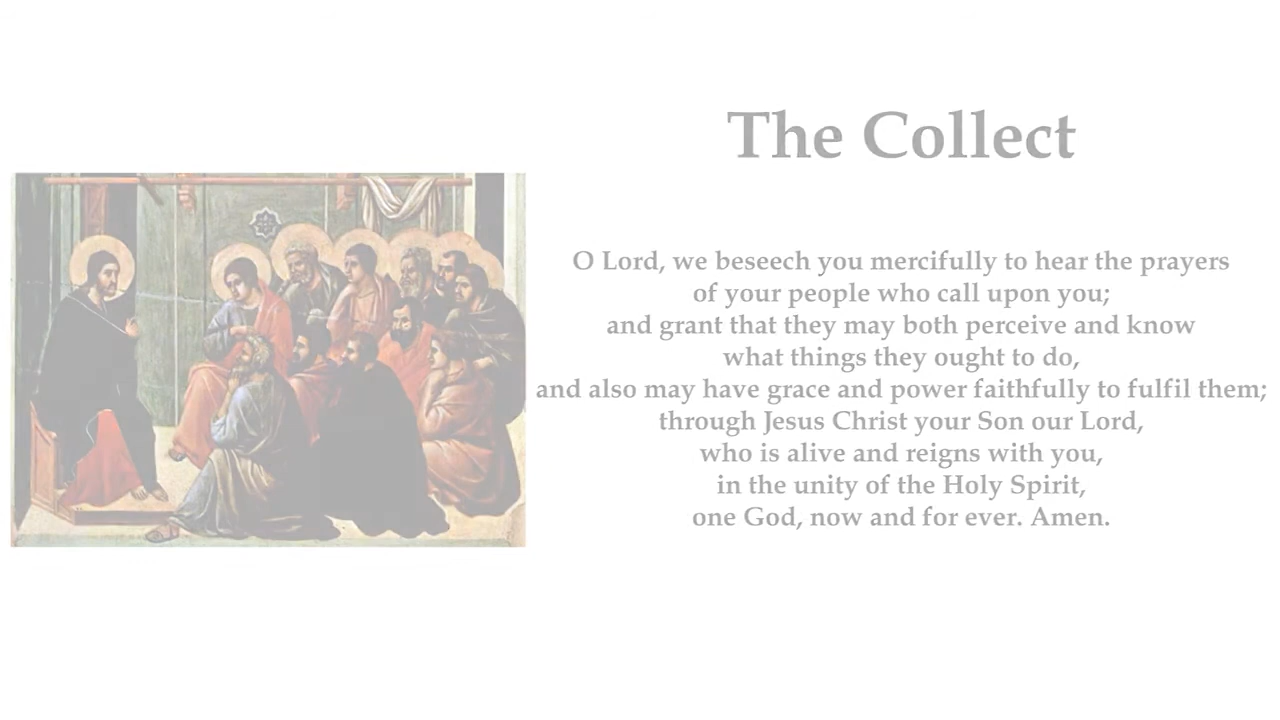 The Collect
O Lord, we beseech you mercifully to hear the prayers
of your people who call upon you;
and grant that they may both perceive and know
what things they ought to do,
and also may have grace and power faithfully to fulfil them;
through Jesus Christ your Son our Lord,
who is alive and reigns with you,
in the unity of the Holy Spirit,
one God, now and for ever. Amen.